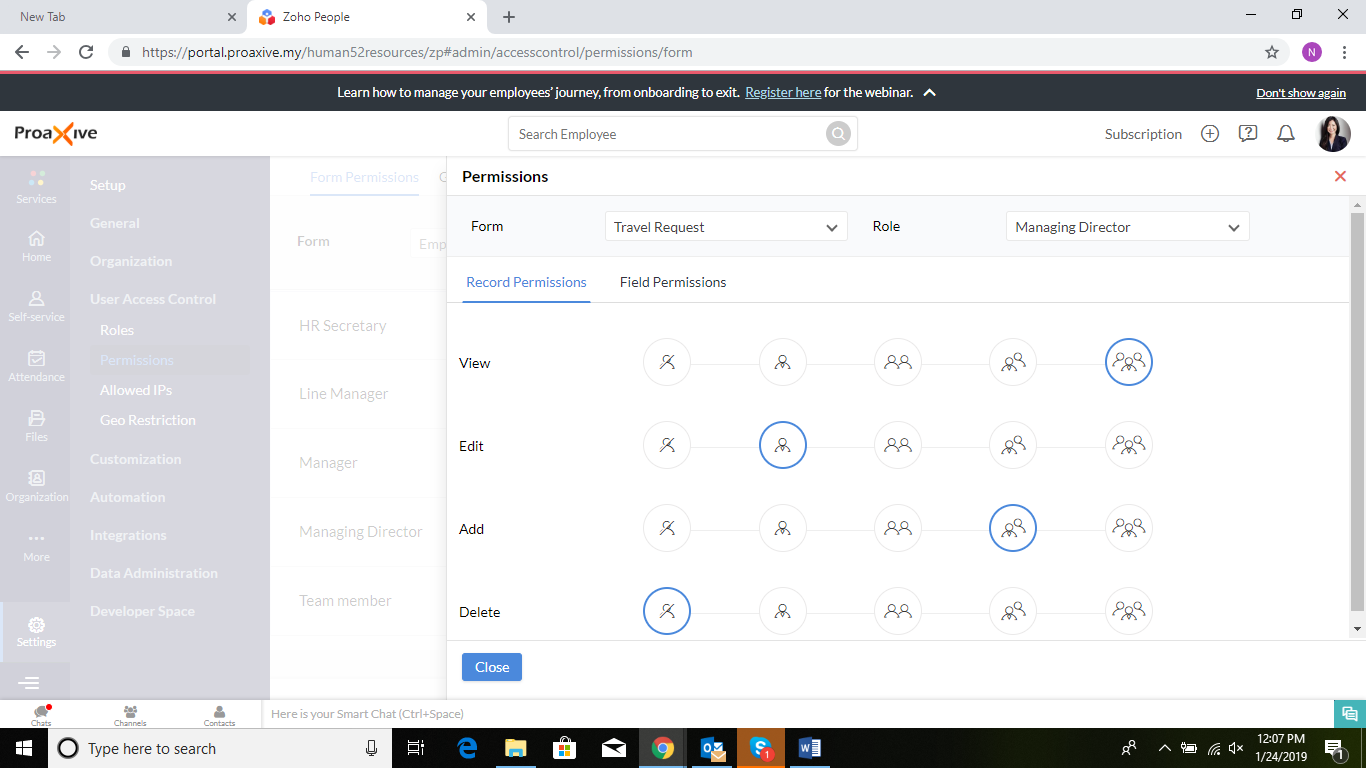 New Tab
Zoho People
https://portal.proaxive.my/human52resources/zp#admin/accesscontrol/permissions/form
N
Learn how to manage your employees' journey, from onboarding to exit. Register here for the webinar.
Don't show again
ProaXive
Search Employee
Subscription
Services
Home
Self-service
Attendance
Files
Organization
More
Settings
Setup
General
Organization
User Access Control
Roles
Permissions
Allowed IPs
Geo Restriction
Customization
Automation
Integrations
Data Administration
Developer Space
Form Permissions
Form
Emp
HR Secretary
Line Manager
Manager
Managing Director
Team member
Permissions
Form
Travel Request
Role
Managing Director
Record Permissions
Field Permissions
View
Edit
Add
Delete
Close
Chats
Channels
Contacts
Here is your Smart Chat (Ctrl+Space)
Type here to search
1
12:07 PM
1/24/2019
1